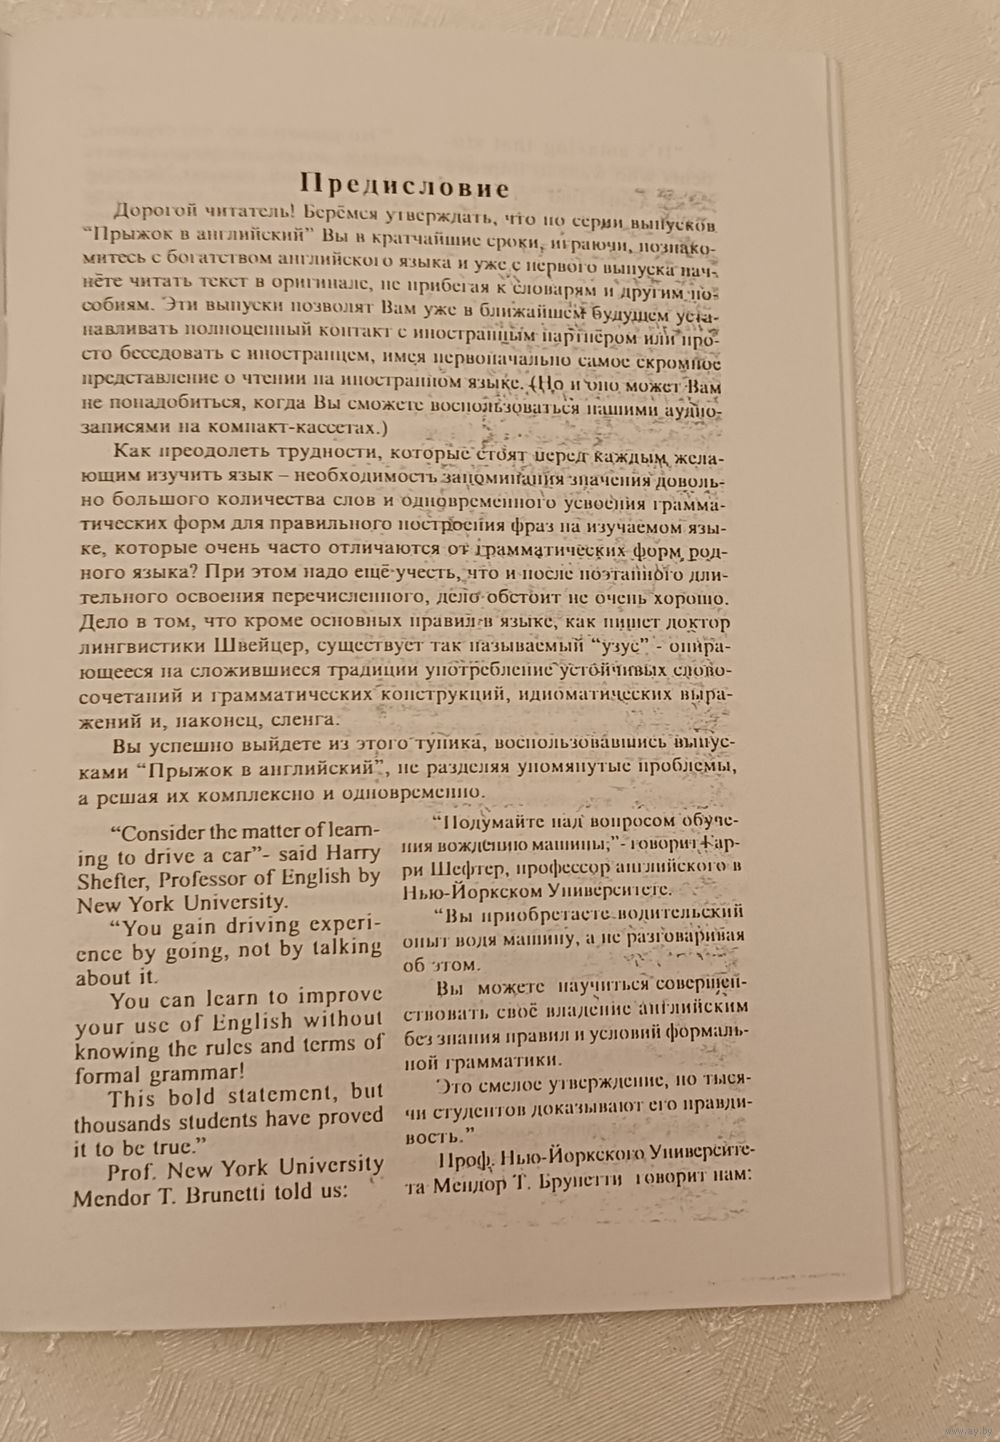 Предисловие
Дорогой читатель! Берёмся утверждать, что по серии выпусков
“Прыжок в английский” Вы в кратчайшие сроки, играючи, познако-
митесь с богатством английского языка и уже с первого выпуска нач-
нёте читать текст в оригинале, не прибегая к словарям и другим по-
собиям. Эти выпуски позволят Вам уже в ближайшем будущем уста-
навливать полноценный контакт с иностранным партнёром или про-
сто беседовать с иностранцем, имея первоначально самое скромное
представление о чтении на иностранном языке. (Но и оно может Вам
не понадобиться, когда Вы сможете воспользоваться нашими аудио-
записями на компакт-кассетах.)
Как преодолеть трудности, которые стоят перед каждым жела-
ющим изучить язык – необходимость запоминания значения доволь-
но большого количества слов и одновременного усвоения грамма-
тических форм для правильного построения фраз на изучаемом язы-
ке, которые очень часто отличаются от грамматических форм род-
ного языка? При этом надо ещё учесть, что и после поэтапного дли-
тельного освоения перечисленного, дело обстоит не очень хорошо.
Дело в том, что кроме основных правил в языке, как пишет доктор
лингвистики Швейцер, существует так называемый “узус” - опира-
ющееся на сложившиеся традиции употребление устойчивых слово-
сочетаний и грамматических конструкций, идиоматических выра-
жений и, наконец, сленга.
Вы успешно выйдете из этого тупика, воспользовавшись выпус-
ками “Прыжок в английский”, не разделяя упомянутые проблемы,
а решая их комплексно и одновременно.
“Consider the matter of learn-
ing to drive a car”- said Harry
Shefter, Professor of English by
New York University.
“You gain driving experi-
ence by going, not by talking
about it.
You can learn to improve
your use of English without
knowing the rules and terms of
formal grammar!
This bold statement, but
thousands students have proved
it to be true.”
Prof. New York University
Mendor T. Brunetti told us:
“Подумайте над вопросом обуче-
ния вождению машины,”- говорит Гар-
ри Шефтер, профессор английского в
Нью-Йоркском Университете.
“Вы приобретаете водительский
опыт водя машину, а не разговаривая
об этом.
Вы можете научиться совершен-
ствовать своё владение английским
без знания правил и условий формаль-
ной грамматики.
Это смелое утверждение, но тыся-
чи студентов доказывают его правди-
вость.”
Проф. Нью-Йоркского Университе-
та Мендор Т. Брунетти говорит нам:
www.ay.by